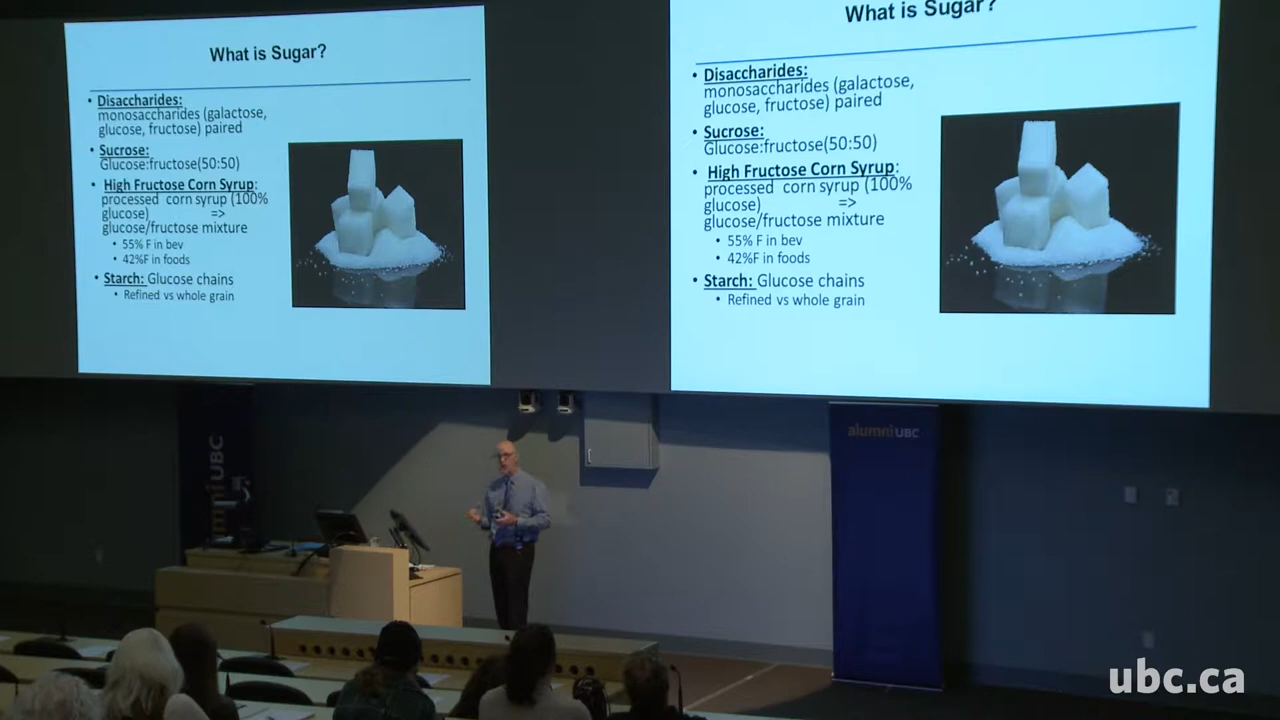 What is Sugar?
• Disaccharides:
monosaccharides (galactose,
glucose, fructose) paired
• Sucrose:
Glucose:fructose(50:50)
• High Fructose Corn Syrup:
processed corn syrup (100%
glucose) =>
glucose/fructose mixture
• 55% F in bev
• 42%F in foods
• Starch: Glucose chains
• Refined vs whole grain
What is Sugar?
• Disaccharides:
monosaccharides (galactose,
glucose, fructose) paired
• Sucrose:
Glucose:fructose(50:50)
• High Fructose Corn Syrup:
processed corn syrup (100%
glucose) =>
glucose/fructose mixture
• 55% F in bev
• 42%F in foods
• Starch: Glucose chains
• Refined vs whole grain
UBC
alumni UBC
ubc.ca